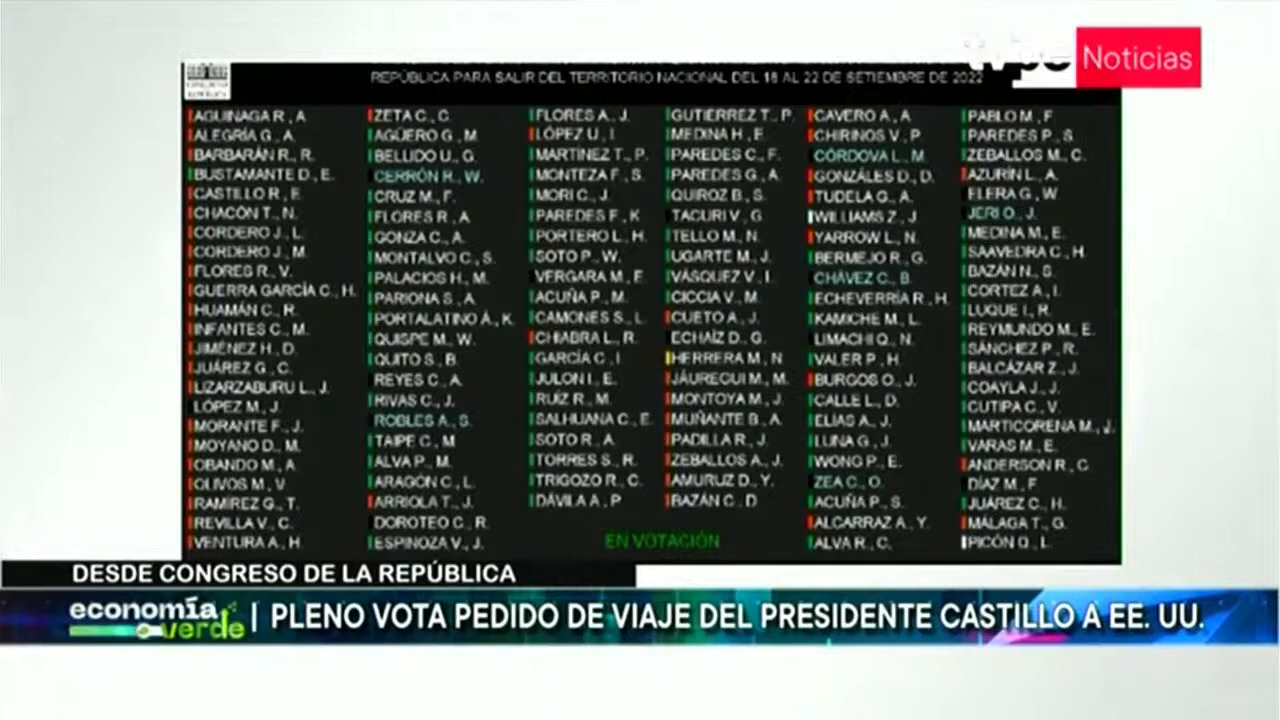 tvpe Noticias
REPÚBLICA PARA SALIR DEL TERRITORIO NACIONAL DEL 18 AL 22 DE SETIEMBRE DE 2022
AGUINAGA R., A.
ALEGRÍA G., A.
BARBARÁN R., R.
BUSTAMANTE D., E.
CASTILLO R., E.
CHACÓN T., N.
CORDERO J., L.
CORDERO J., M.
FLORES R., V.
GUERRA GARCÍA C., H.
HUAMÁN C., R.
INFANTES C., M.
JIMÉNEZ H., D.
JUÁREZ G., C.
LIZARZABURU L., J.
LÓPEZ M., J.
MORANTE F., J.
MOYANO D., M.
OBANDO M., A.
OLIVOS M., V.
RAMÍREZ G., T.
REVILLA V., C.
VENTURA A., H.
ZETA C., C.
AGÜERO G., M.
BELLIDO U., G.
CERRÓN R., W.
CRUZ M., F.
FLORES R., A.
GONZA C., A.
MONTALVO C., S.
PALACIOS H., M.
PARIONA S., A.
PORTALATINO Á., K.
QUISPE M., W.
QUITO S., B.
REYES C., A.
RIVAS C., J.
ROBLES A., S.
TAIPE C., M.
ALVA P., M.
ARAGÓN C., L.
ARRIOLA T., J.
DOROTEO C., R.
ESPINOZA V., J.
FLORES A., J.
LÓPEZ U., I.
MARTÍNEZ T., P.
MONTEZA F., S.
MORI C., J.
PAREDES F., K.
PORTERO L., H.
SOTO P., W.
VERGARA M., E.
ACUÑA P., M.
CAMONES S., L.
CHIABRA L., R.
GARCÍA C., I.
JULON I., E.
RUÍZ R., M.
SALHUANA C., E.
SOTO R., A.
TORRES S., R.
TRIGOZO R., C.
DÁVILA A., P.
GUTIERREZ T., P.
MEDINA H., E.
PAREDES C., F.
PAREDES G., A.
QUIROZ B., S.
TACURI V., G.
TELLO M., N.
UGARTE M., J.
VÁSQUEZ V., I.
CICCIA V., M.
CUETO A., J.
ECHAÍZ D., G.
HERRERA M., N.
JÁUREGUI M., M.
MONTOYA M., J.
MUÑANTE B., A.
PADILLA R., J.
ZEBALLOS A., J.
AMURUZ D., Y.
BAZÁN C., D.
CAVERO A., A.
CHIRINOS V., P.
CÓRDOVA L., M.
GONZÁLES D., D.
TUDELA G., A.
WILLIAMS Z., J.
YARROW L., N.
BERMEJO R., G.
CHÁVEZ C., B.
ECHEVERRÍA R., H.
KAMICHE M., L.
LIMACHI Q., N.
VALER P., H.
BURGOS O., J.
CALLE L., D.
ELÍAS A., J.
LUNA G., J.
WONG P., E.
ZEA C., O.
ACUÑA P., S.
ALCARRAZ A., Y.
ALVA R., C.
PABLO M., F.
PAREDES P., S.
ZEBALLOS M., C.
AZURÍN L., A.
ELERA G., W.
JERI O., J.
MEDINA M., E.
SAAVEDRA C., H.
BAZÁN N., S.
CORTEZ A., I.
LUQUE I., R.
REYMUNDO M., E.
SÁNCHEZ P., R.
BALCÁZAR Z., J.
COAYLA J., J.
CUTIPA C., V.
MARTICORENA M., J.
VARAS M., E.
ANDERSON R., C.
DÍAZ M., F.
JUÁREZ C., H.
MÁLAGA T., G.
PICÓN Q., L.
EN VOTACIÓN
DESDE CONGRESO DE LA REPÚBLICA
economía verde | PLENO VOTA PEDIDO DE VIAJE DEL PRESIDENTE CASTILLO A EE. UU.